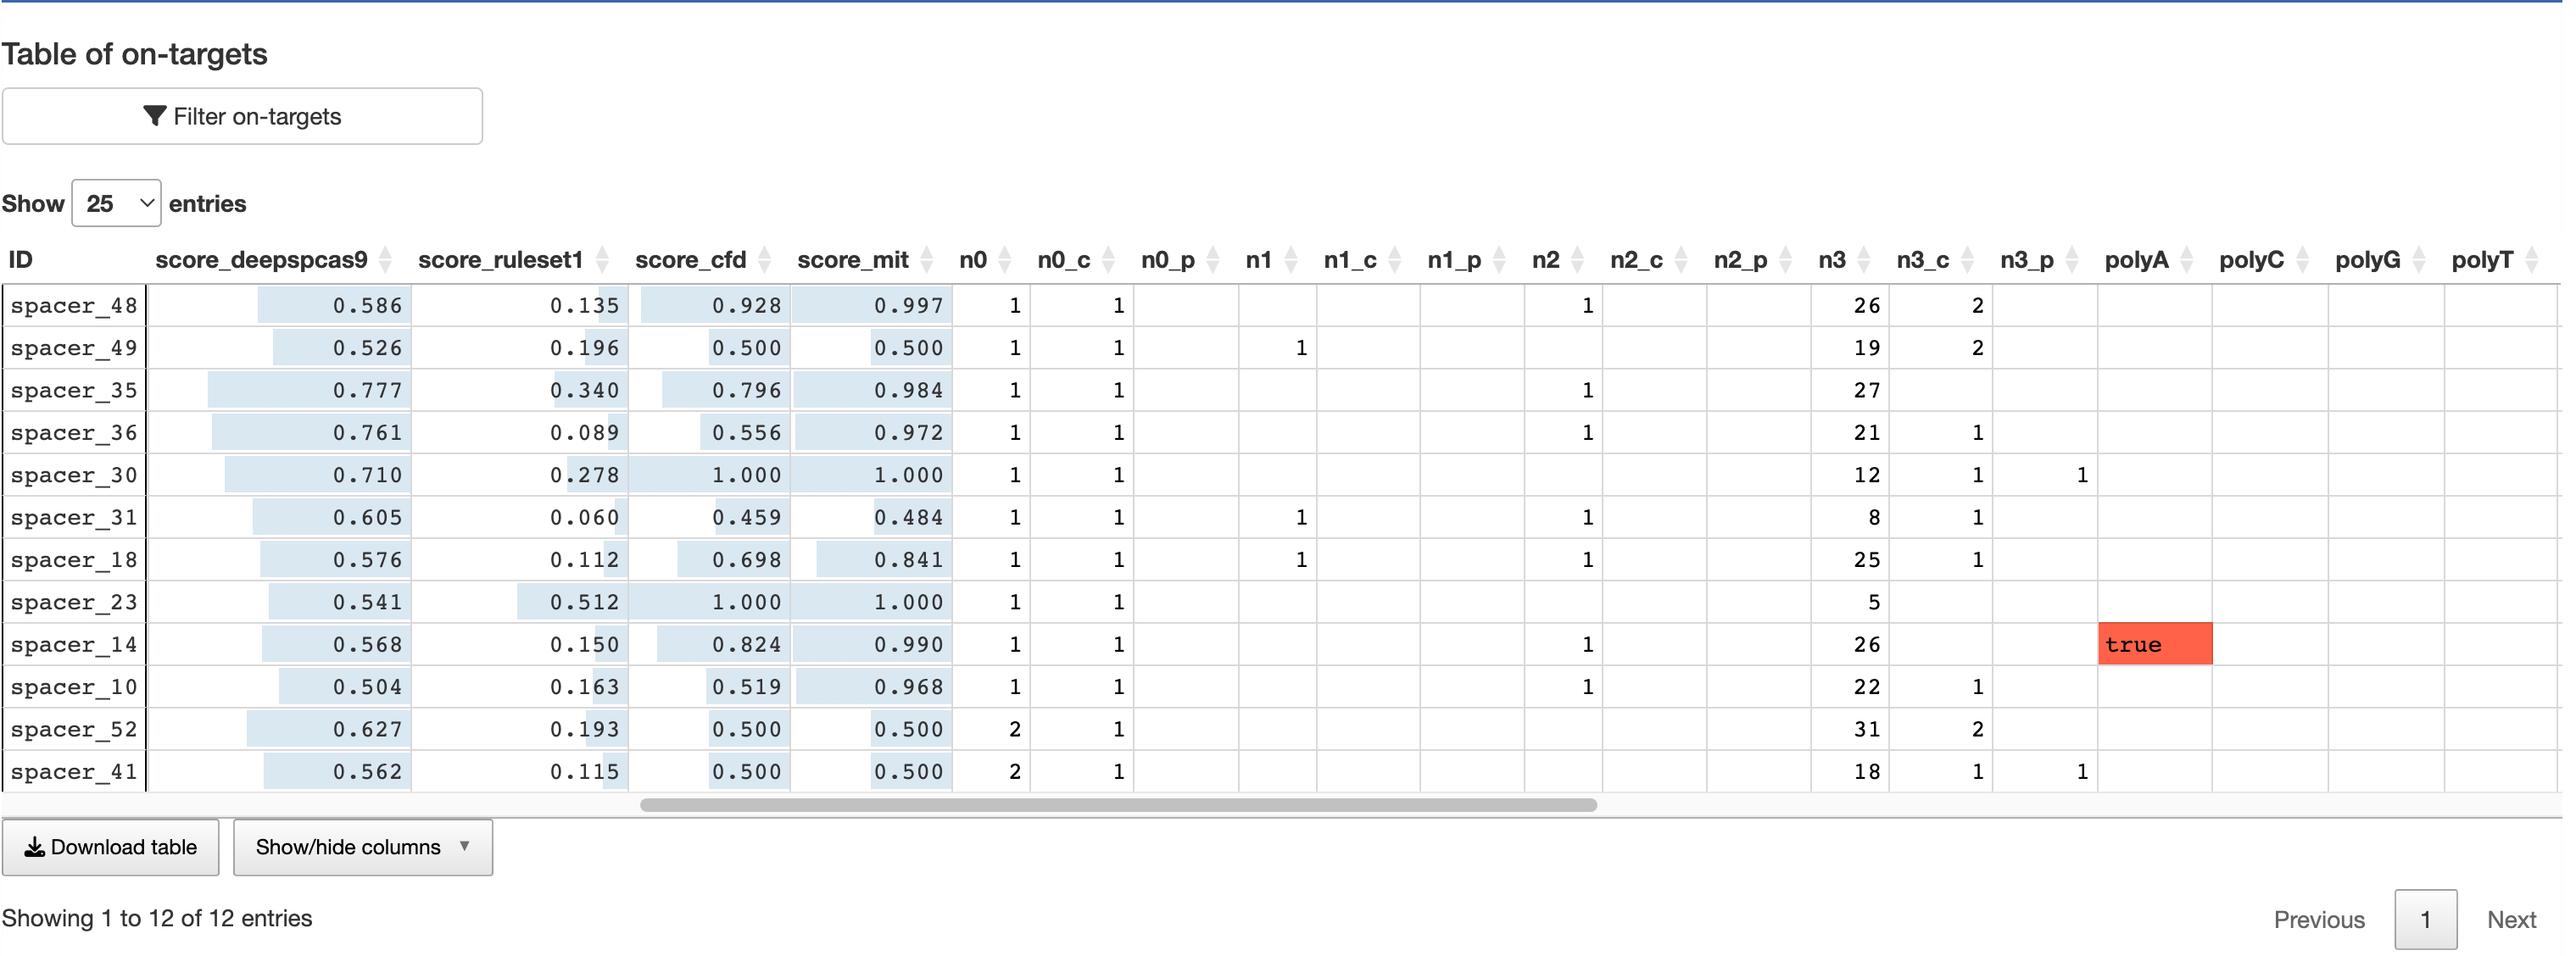 Table of on-targets
Filter on-targets
Show 25 entries
ID score_deepspcas9 score_ruleset1 score_cfd score_mit n0 n0_c n0_p n1 n1_c n1_p n2 n2_c n2_p n3 n3_c n3_p polyA polyC polyG polyT
spacer_48 0.586 0.135 0.928 0.997 1 1 1 26 2
spacer_49 0.526 0.196 0.500 0.500 1 1 1 19 2
spacer_35 0.777 0.340 0.796 0.984 1 1 1 27
spacer_36 0.761 0.089 0.556 0.972 1 1 1 21 1
spacer_30 0.710 0.278 1.000 1.000 1 1 12 1 1
spacer_31 0.605 0.060 0.459 0.484 1 1 1 1 8 1
spacer_18 0.576 0.112 0.698 0.841 1 1 1 1 25 1
spacer_23 0.541 0.512 1.000 1.000 1 1 5
spacer_14 0.568 0.150 0.824 0.990 1 1 1 26 true
spacer_10 0.504 0.163 0.519 0.968 1 1 1 22 1
spacer_52 0.627 0.193 0.500 0.500 2 1 31 2
spacer_41 0.562 0.115 0.500 0.500 2 1 18 1 1
Download table Show/hide columns
Showing 1 to 12 of 12 entries
Previous 1 Next